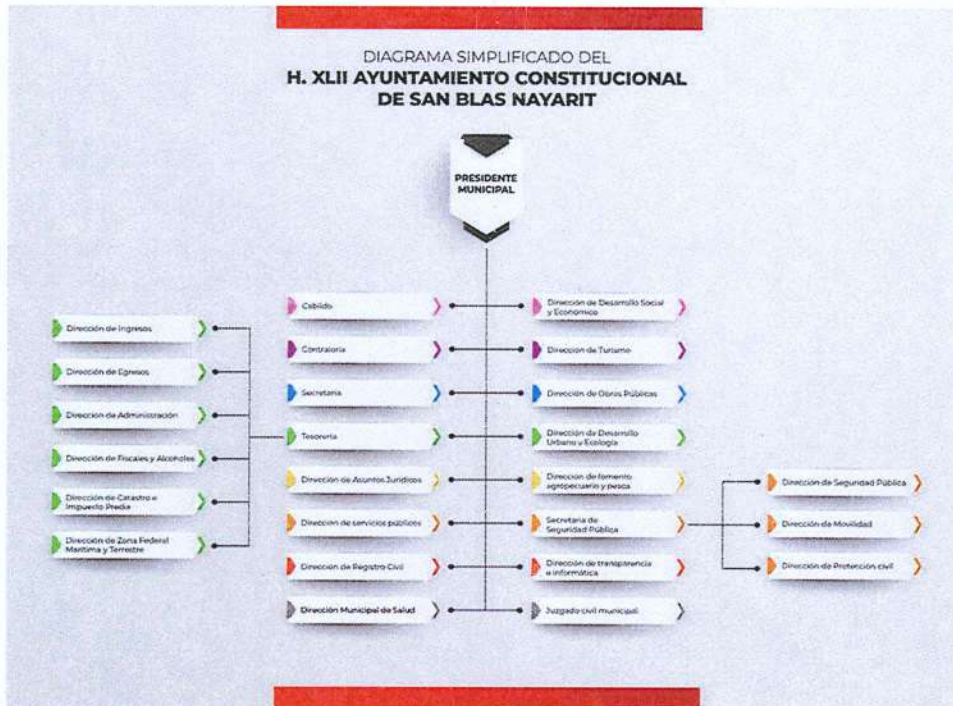 DIAGRAMA SIMPLIFICADO DEL
H. XLII AYUNTAMIENTO CONSTITUCIONAL
DE SAN BLAS NAYARIT
PRESIDENTE
MUNICIPAL
Cabildo
Contraloría
Secretaria
Tesorería
Dirección de Asuntos Jurídicos
Dirección de servicios públicos
Dirección de Registro Civil
Dirección Municipal de Salud
Dirección de Desarrollo Social
y Económico
Dirección de Turismo
Dirección de Obras Públicas
Dirección de Desarrollo
Urbano y Ecología
Dirección de fomento
agropecuario y pesca
Secretaria de
Seguridad Pública
Dirección de transparencia
e informática
Juzgado civil municipal
Dirección de Ingresos
Dirección de Egresos
Dirección de Administración
Dirección de Fiscales y Alcoholes
Dirección de Catastro e
Impuesto Predia
Dirección de Zona Federal
Marítima y Terrestre
Dirección de Seguridad Pública
Dirección de Movilidad
Dirección de Protección civil